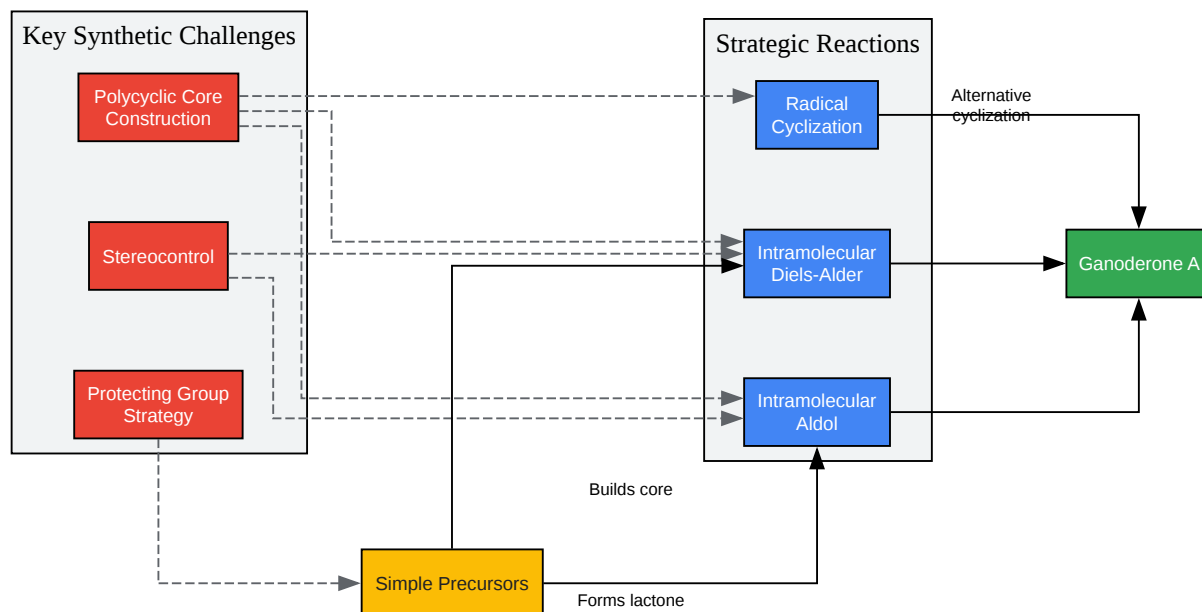 Key Synthetic Challenges
Polycyclic Core
Construction
Stereocontrol
Protecting Group
Strategy
Strategic Reactions
Radical
Cyclization
Intramolecular
Diels-Alder
Intramolecular
Aldol
Alternative
cyclization
Ganoderone A
Builds core
Simple Precursors
Forms lactone